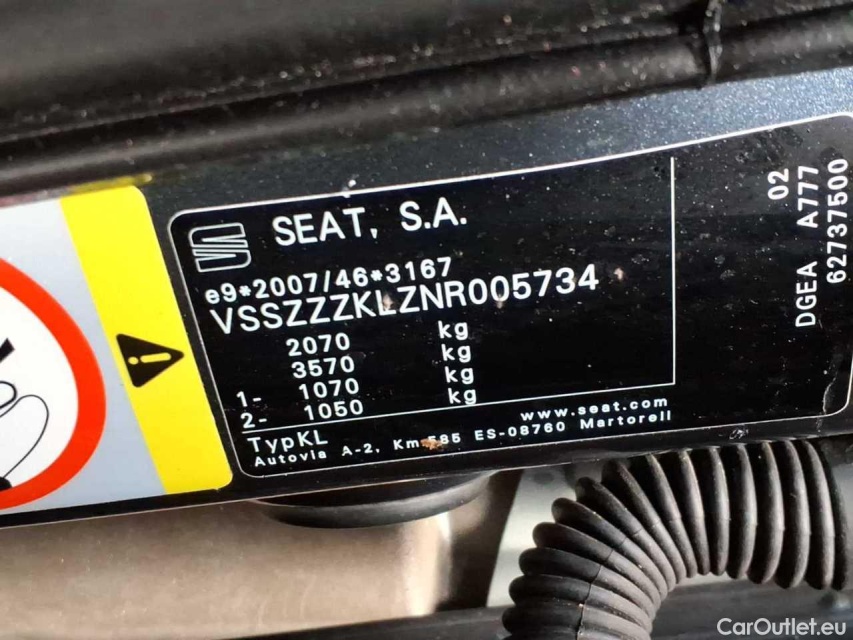 SEAT, S.A.
e9*2007/46*3167
VSSZZZKLZNR005734
2070 kg
3570 kg
1- 1070 kg
2- 1050 kg
www.seat.com
TypKL
Autovia A-2, Km 585 ES-08760 Martorell
02
DGEA A777
62737500
CarOutlet.eu